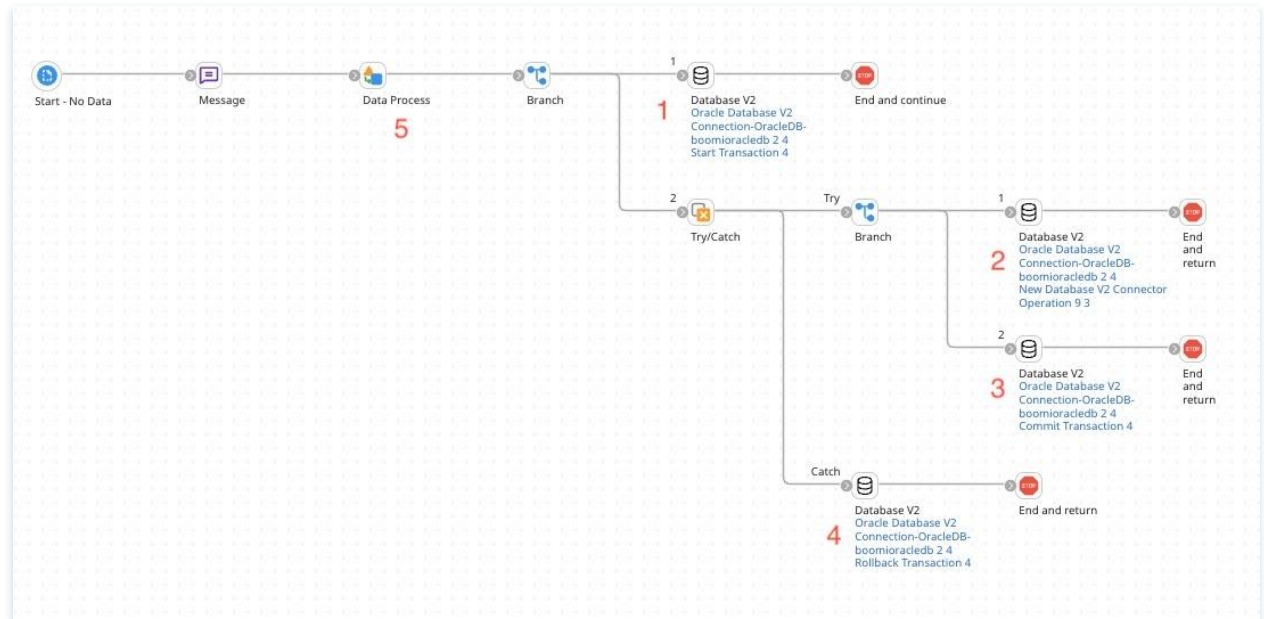 Start - No Data
Message
Data Process
5
Branch
1
1
Database V2
Oracle Database V2
Connection-OracleDB-
boomioracledb 2 4
Start Transaction 4
STOP
End and continue
2
Try/Catch
Try
Branch
1
2
Database V2
Oracle Database V2
Connection-OracleDB-
boomioracledb 2 4
New Database V2 Connector
Operation 9 3
STOP
End
and
return
2
3
Database V2
Oracle Database V2
Connection-OracleDB-
boomioracledb 2 4
Commit Transaction 4
STOP
End
and
return
Catch
4
Database V2
Oracle Database V2
Connection-OracleDB-
boomioracledb 2 4
Rollback Transaction 4
STOP
End and return